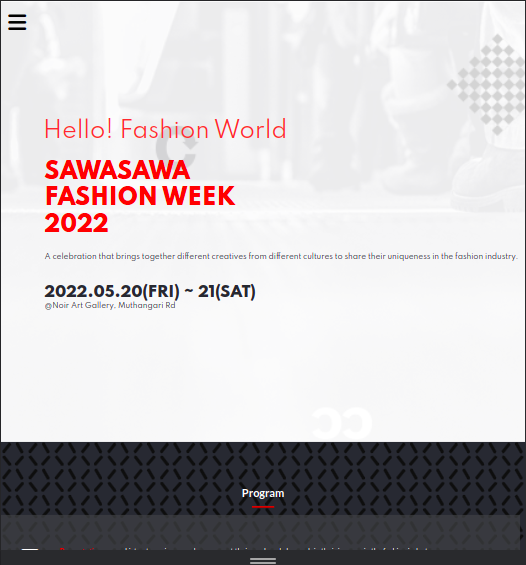 Hello! Fashion World
SAWASAWA
FASHION WEEK
2022
A celebration that brings together different creatives from different cultures to share their uniqueness in the fashion industry.
2022.05.20(FRI) ~ 21(SAT)
@Noir Art Gallery, Muthangari Rd
Program